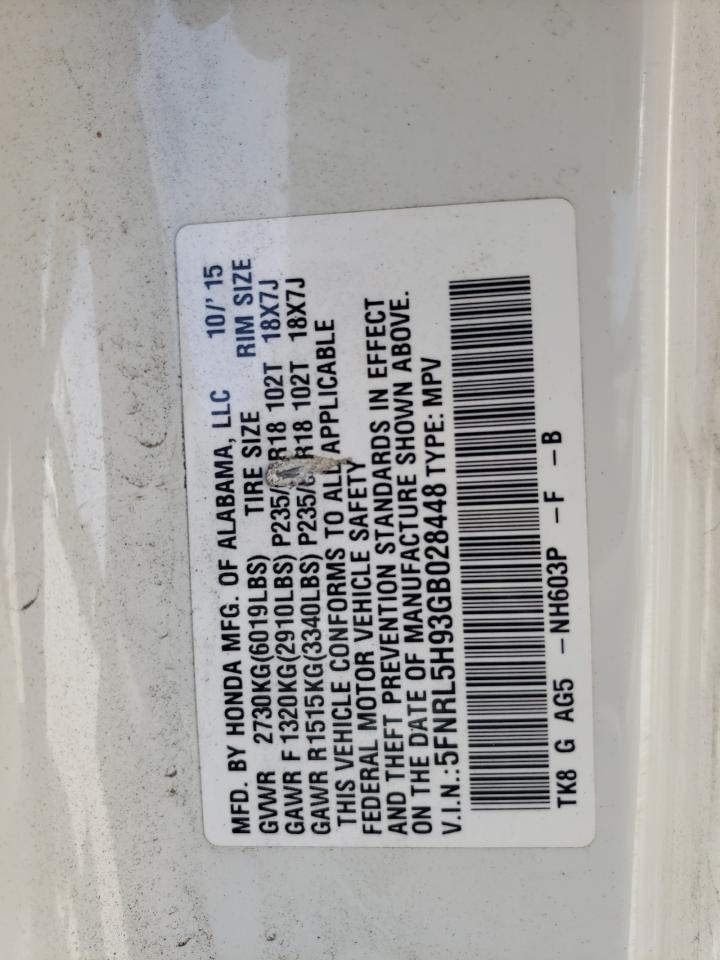 MFD. BY HONDA MFG. OF ALABAMA, LLC 10/'15
GVWR 2730KG(6019LBS) TIRE SIZE RIM SIZE
GAWR F 1320KG(2910LBS) P235/ R18 102T 18X7J
GAWR R 1515KG(3340LBS) P235/ R18 102T 18X7J
THIS VEHICLE CONFORMS TO ALL APPLICABLE
FEDERAL MOTOR VEHICLE SAFETY
AND THEFT PREVENTION STANDARDS IN EFFECT
ON THE DATE OF MANUFACTURE SHOWN ABOVE.
V.I.N.:5FNRL5H93GB028448 TYPE: MPV
TK8 G AG5 -NH603P -F -B